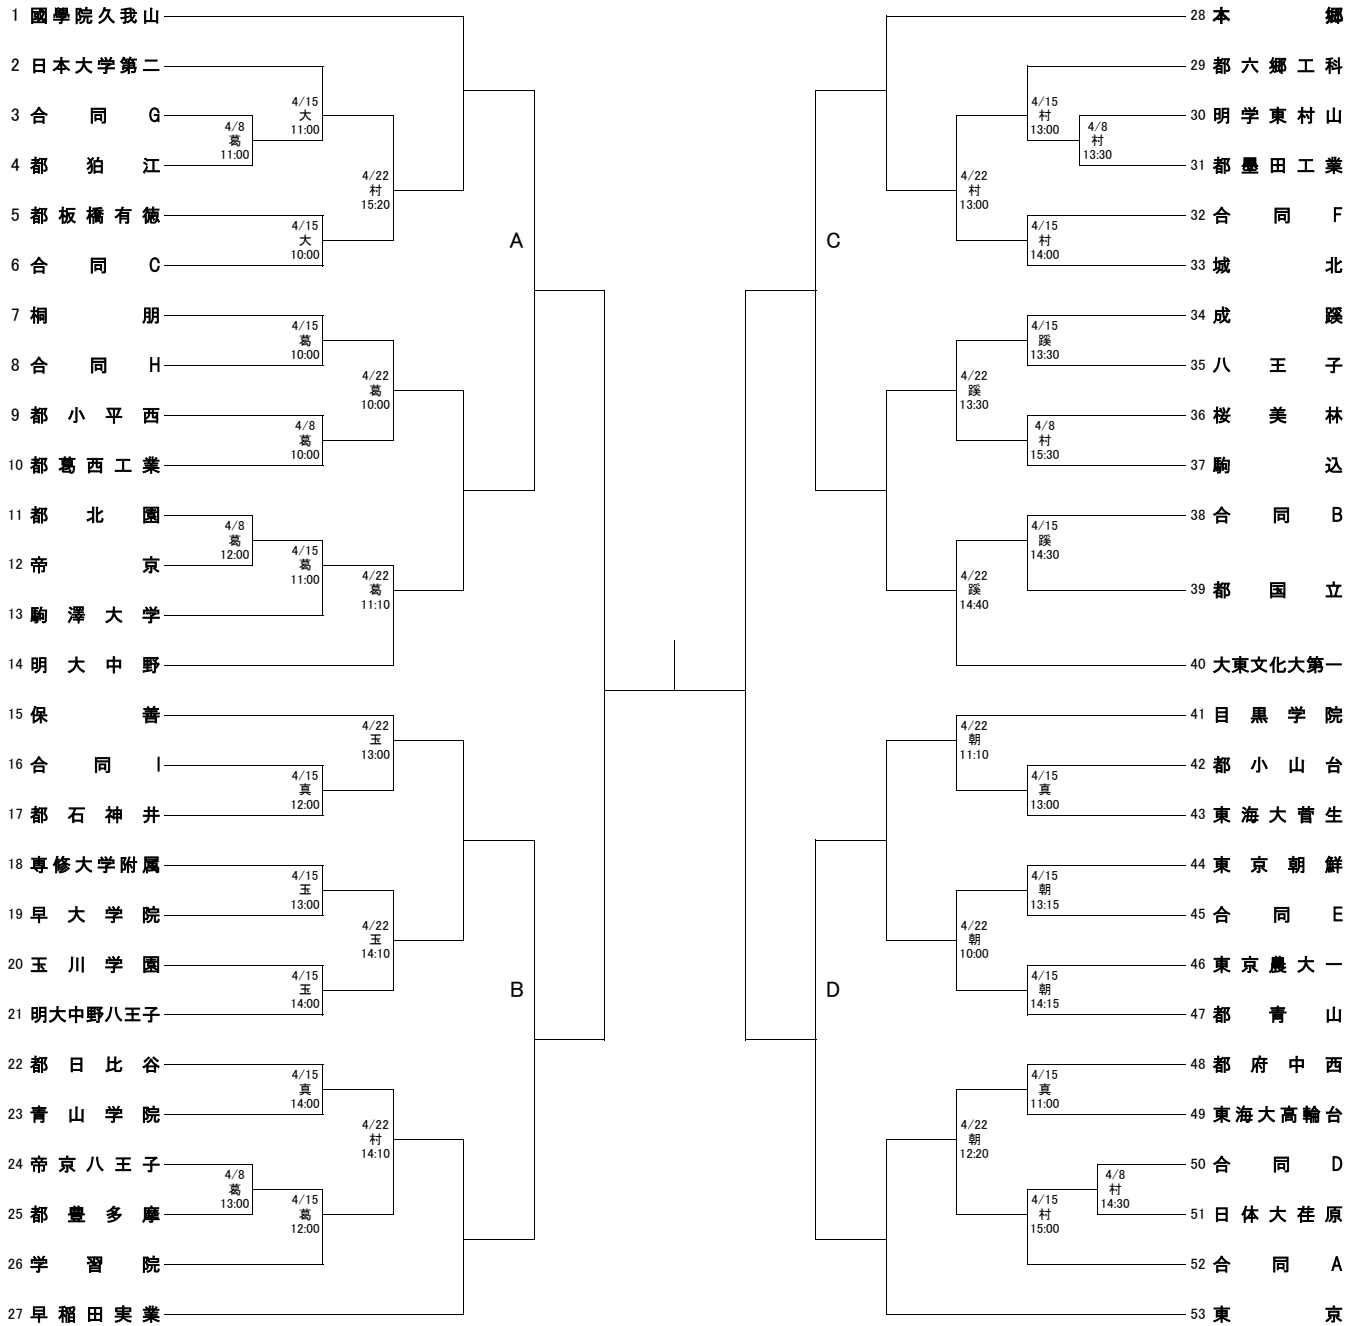 1 國學院久我山
2 日本大学第二
3 合同G
4 都狛江
5 都板橋有徳
6 合同C
7 桐朋
8 合同H
9 都小平西
10 都葛西工業
11 都北園
12 帝京
13 駒澤大学
14 明大中野
15 保善
16 合同I
17 都石神井
18 専修大学附属
19 早大学院
20 玉川学園
21 明大中野八王子
22 都日比谷
23 青山学院
24 帝京八王子
25 都豊多摩
26 学習院
27 早稲田実業
4/8
葛
11:00
4/8
葛
12:00
4/8
葛
13:00
4/15
大
11:00
4/15
大
10:00
4/15
葛
10:00
4/8
葛
10:00
4/15
葛
11:00
4/15
真
12:00
4/15
玉
13:00
4/15
玉
14:00
4/15
真
14:00
4/15
葛
12:00
4/22
村
15:20
4/22
葛
10:00
4/22
葛
11:10
4/22
玉
13:00
4/22
玉
14:10
4/22
村
14:10
A
B
C
D
4/22
村
13:00
4/22
蹊
13:30
4/22
蹊
14:40
4/22
朝
11:10
4/22
朝
10:00
4/22
朝
12:20
4/15
村
13:00
4/15
村
14:00
4/15
蹊
13:30
4/8
村
15:30
4/15
蹊
14:30
4/15
真
13:00
4/15
朝
13:15
4/15
朝
14:15
4/15
真
11:00
4/15
村
15:00
4/8
村
13:30
4/8
村
14:30
28 本郷
29 都六郷工科
30 明学東村山
31 都墨田工業
32 合同F
33 城北
34 成蹊
35 八王子
36 桜美林
37 駒込
38 合同B
39 都国立
40 大東文化大第一
41 目黒学院
42 都小山台
43 東海大菅生
44 東京朝鮮
45 合同E
46 東京農大一
47 都青山
48 都府中西
49 東海大高輪台
50 合同D
51 日体大荏原
52 合同A
53 東京